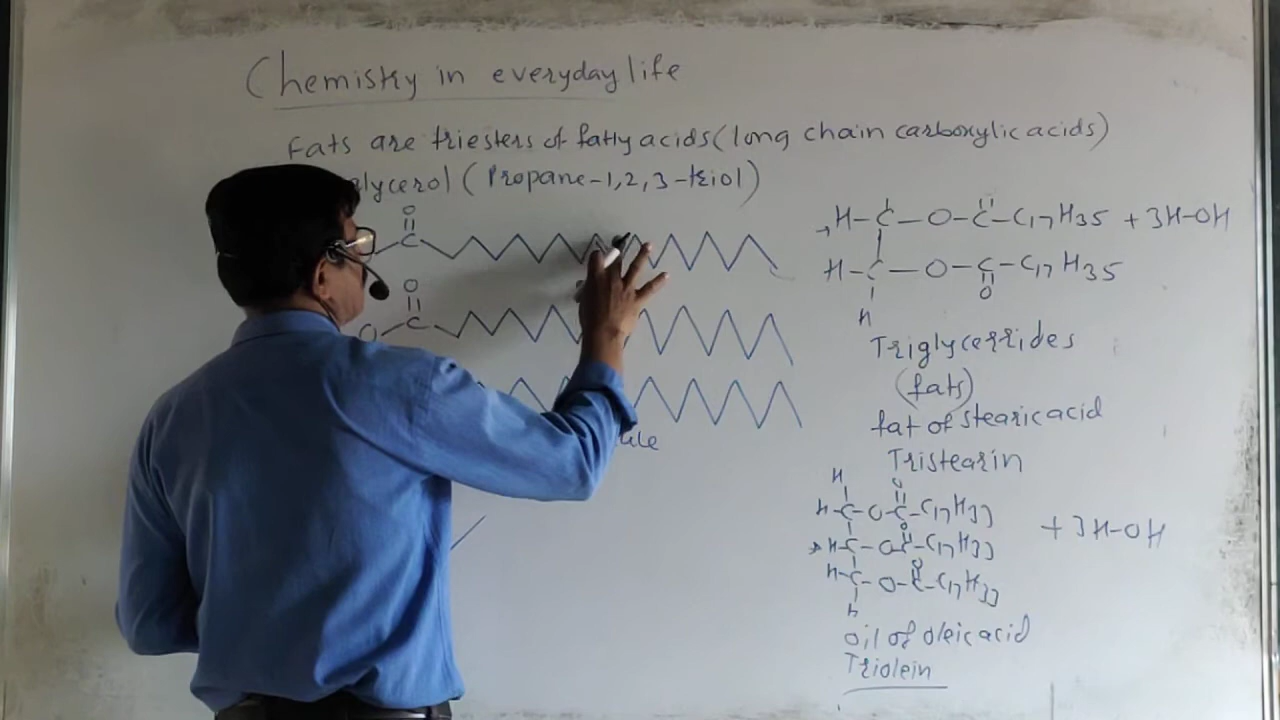 Chemistry in everyday life
Fats are triesters of fatty acids (long chain carboxylic acids)
glycerol (Propane-1,2,3-triol)
O
C
O
C
O
H-C-O-C-C17H35 + 3H-OH
H-C-O-C-C17H35
O
H
Triglycerrides
(fats)
fat of stearic acid
Tristearin
H O
H-C-O-C-C17H33
O
H-C-O-C-C17H33 + 3H-OH
O
H-C-O-C-C17H33
H
Oil of oleic acid
Triolein